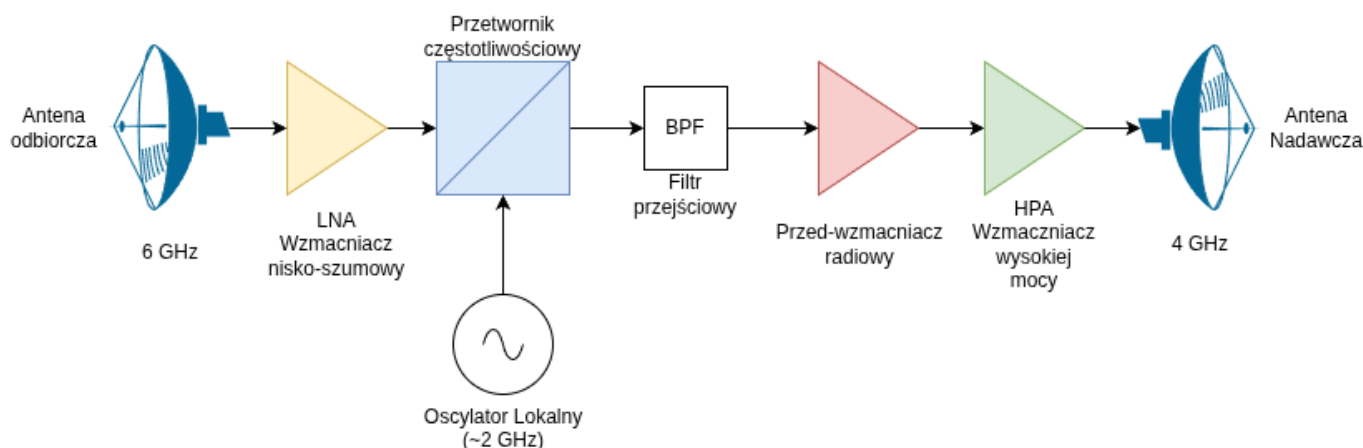 Antena
odbiorcza
6 GHz
LNA
Wzmacniacz
nisko-szumowy
Przetwornik
częstotliwościowy
Oscylator Lokalny
(~2 GHz)
BPF
Filtr
przejściowy
Przed-wzmacniacz
radiowy
HPA
Wzmaczniacz
wysokiej
mocy
4 GHz
Antena
Nadawcza